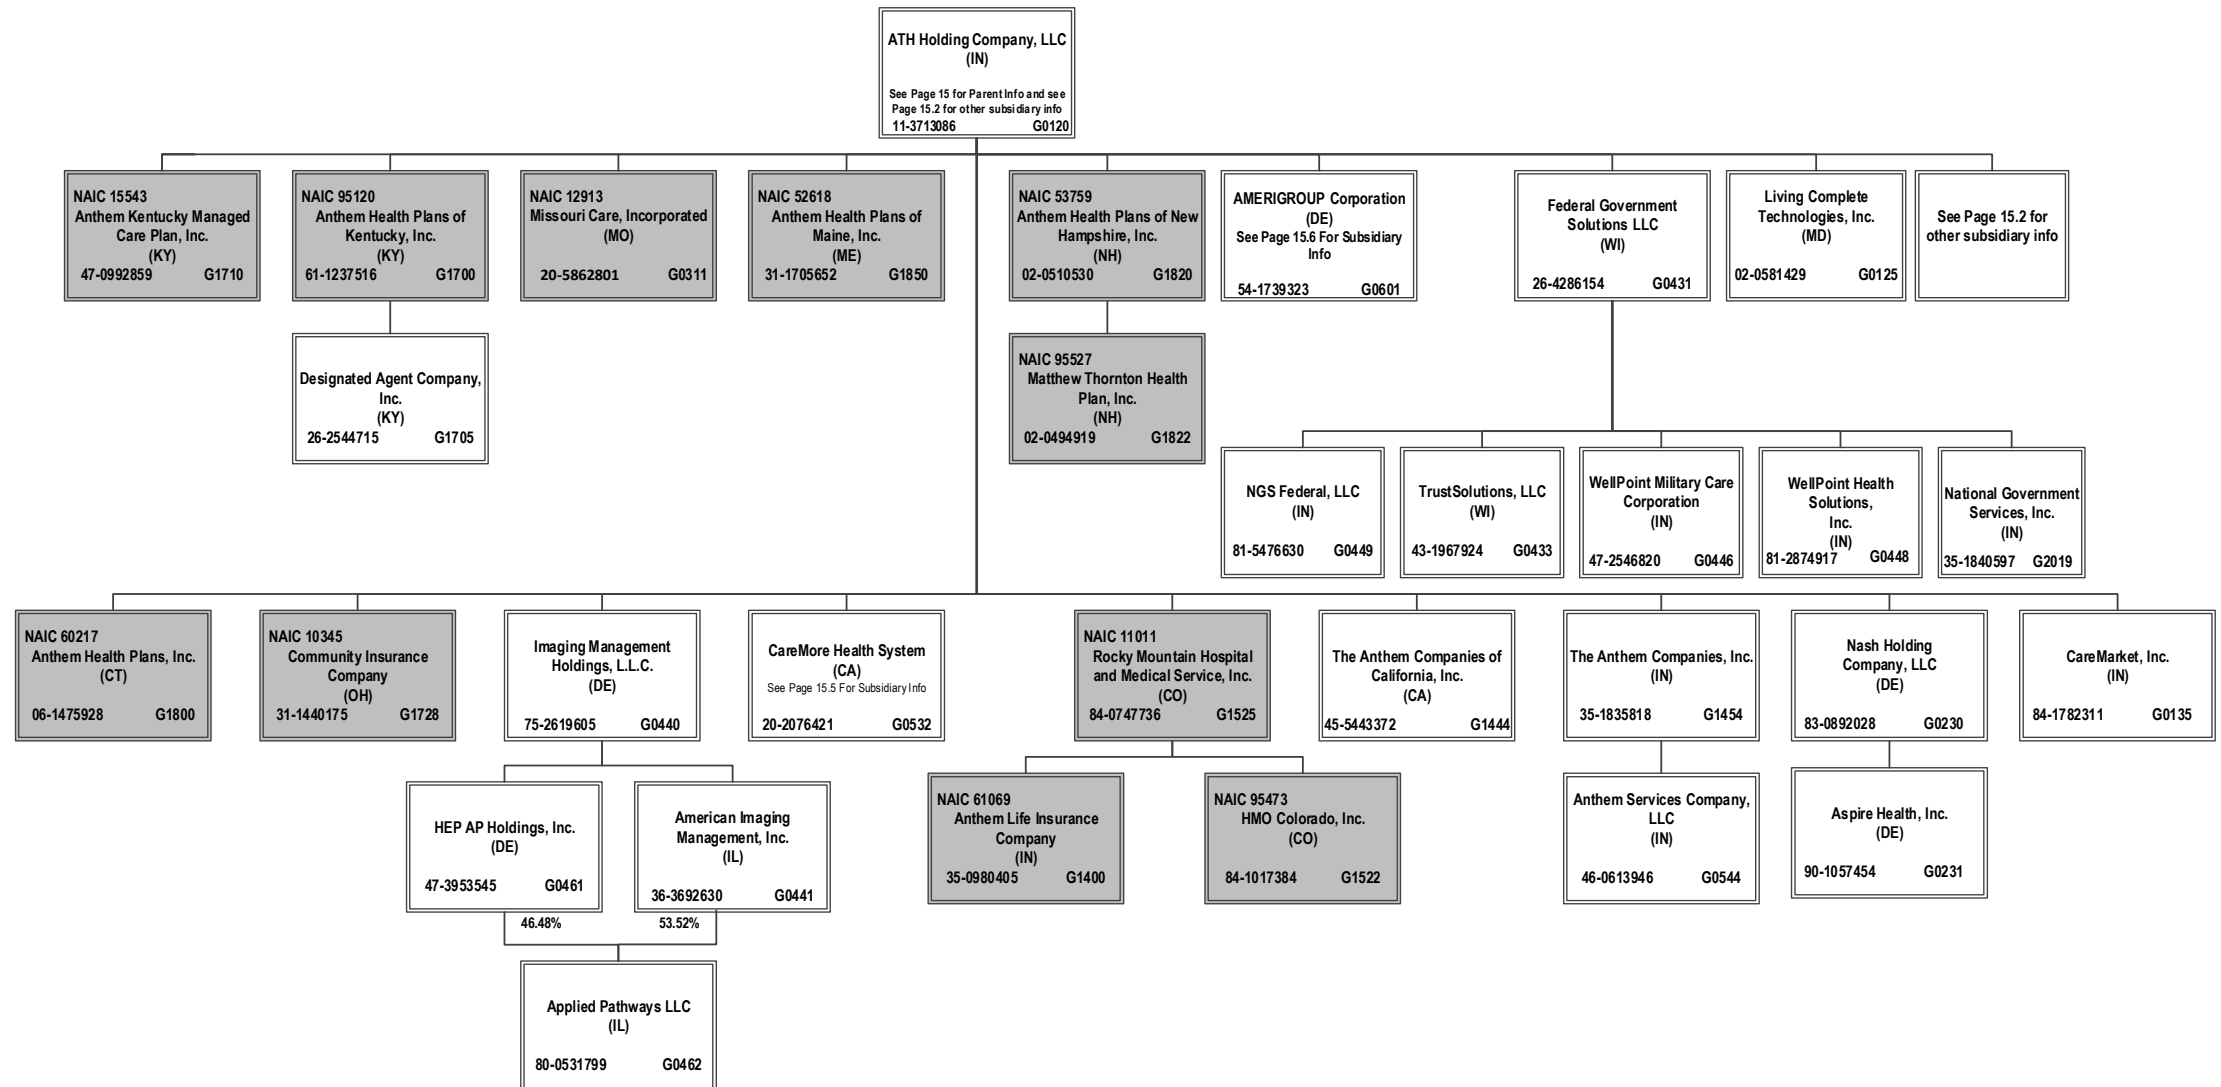 ATH Holding Company, LLC
(IN)
See Page 15 for Parent Info and see
Page 15.2 for other subsidiary info
11-3713086 G0120
NAIC 15543
Anthem Kentucky Managed
Care Plan, Inc.
(KY)
47-0992859 G1710
NAIC 95120
Anthem Health Plans of
Kentucky, Inc.
(KY)
61-1237516 G1700
NAIC 12913
Missouri Care, Incorporated
(MO)
20-5862801 G0311
NAIC 52618
Anthem Health Plans of
Maine, Inc.
(ME)
31-1705652 G1850
NAIC 53759
Anthem Health Plans of New
Hampshire, Inc.
(NH)
02-0510530 G1820
AMERIGROUP Corporation
(DE)
See Page 15.6 For Subsidiary
Info
54-1739323 G0601
Federal Government
Solutions LLC
(WI)
26-4286154 G0431
Living Complete
Technologies, Inc.
(MD)
02-0581429 G0125
See Page 15.2 for
other subsidiary info
Designated Agent Company,
Inc.
(KY)
26-2544715 G1705
NAIC 95527
Matthew Thornton Health
Plan, Inc.
(NH)
02-0494919 G1822
NGS Federal, LLC
(IN)
81-5476630 G0449
TrustSolutions, LLC
(WI)
43-1967924 G0433
WellPoint Military Care
Corporation
(IN)
47-2546820 G0446
WellPoint Health
Solutions,
Inc.
(IN)
81-2874917 G0448
National Government
Services, Inc.
(IN)
35-1840597 G2019
NAIC 60217
Anthem Health Plans, Inc.
(CT)
06-1475928 G1800
NAIC 10345
Community Insurance
Company
(OH)
31-1440175 G1728
Imaging Management
Holdings, L.L.C.
(DE)
75-2619605 G0440
CareMore Health System
(CA)
See Page 15.5 For Subsidiary Info
20-2076421 G0532
NAIC 11011
Rocky Mountain Hospital
and Medical Service, Inc.
(CO)
84-0747736 G1525
The Anthem Companies of
California, Inc.
(CA)
45-5443372 G1444
The Anthem Companies, Inc.
(IN)
35-1835818 G1454
Nash Holding
Company, LLC
(DE)
83-0892028 G0230
CareMarket, Inc.
(IN)
84-1782311 G0135
HEP AP Holdings, Inc.
(DE)
47-3953545 G0461
American Imaging
Management, Inc.
(IL)
36-3692630 G0441
NAIC 61069
Anthem Life Insurance
Company
(IN)
35-0980405 G1400
NAIC 95473
HMO Colorado, Inc.
(CO)
84-1017384 G1522
Anthem Services Company,
LLC
(IN)
46-0613946 G0544
Aspire Health, Inc.
(DE)
90-1057454 G0231
46.48% 53.52%
Applied Pathways LLC
(IL)
80-0531799 G0462